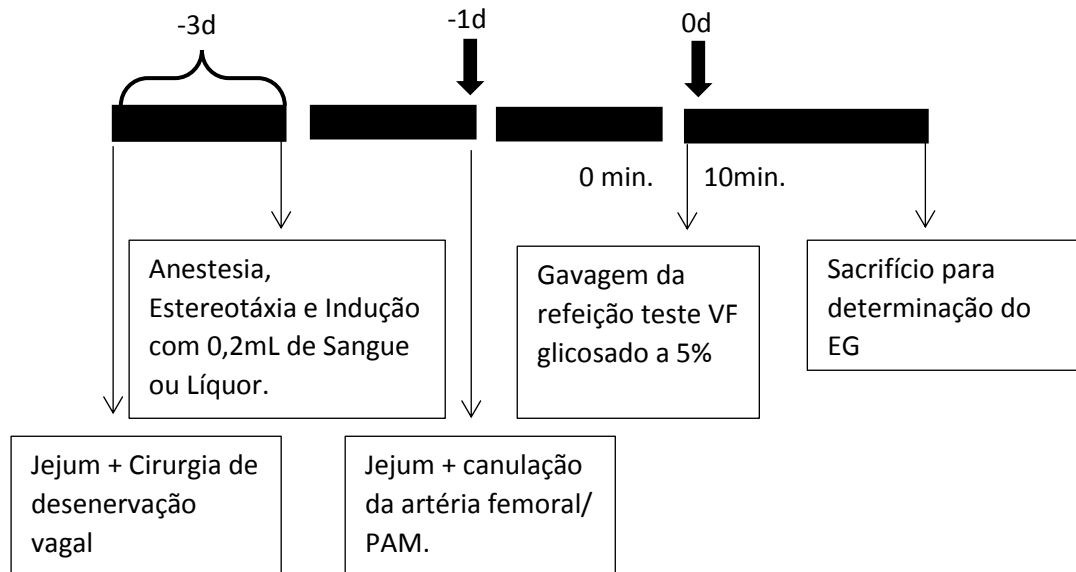 -3d
-1d
0d
0 min.
10min.
Anestesia,
Estereotáxia e Indução
com 0,2mL de Sangue
ou Líquor.
Gavagem da
refeição teste VF
glicosado a 5%
Sacrifício para
determinação do
EG
Jejum + Cirurgia de
desenervação
vagal
Jejum + canulação
da artéria femoral/
PAM.